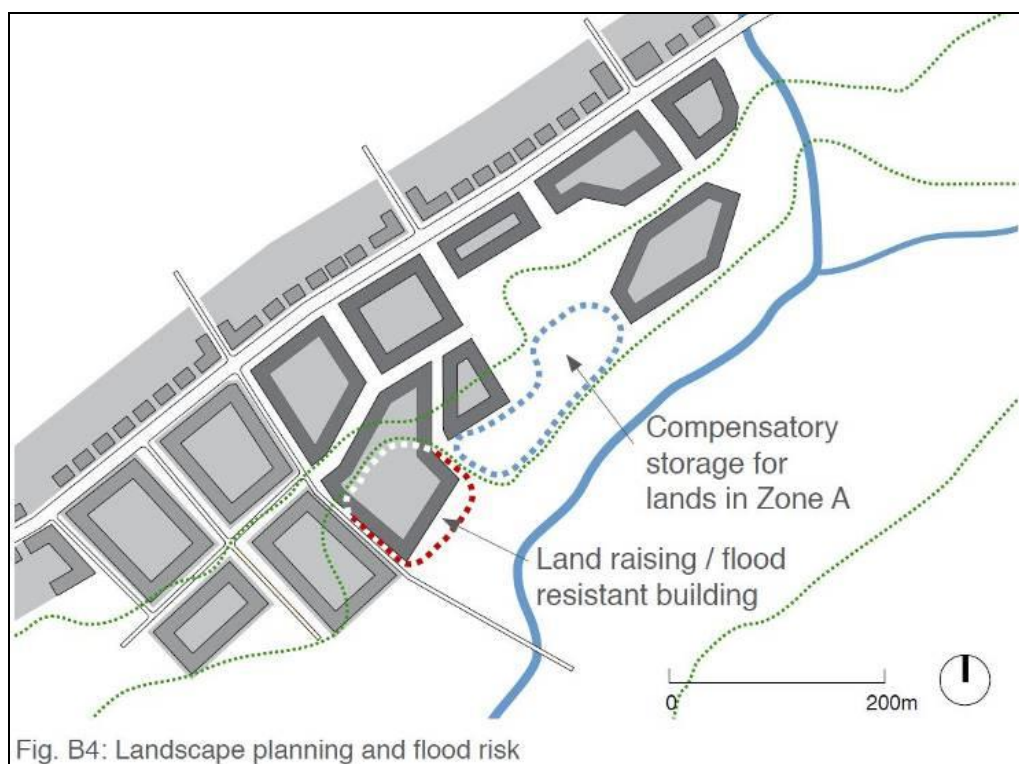 Compensatory
storage for
lands in Zone A
Land raising / flood
resistant building
0 200m
Fig. B4: Landscape planning and flood risk